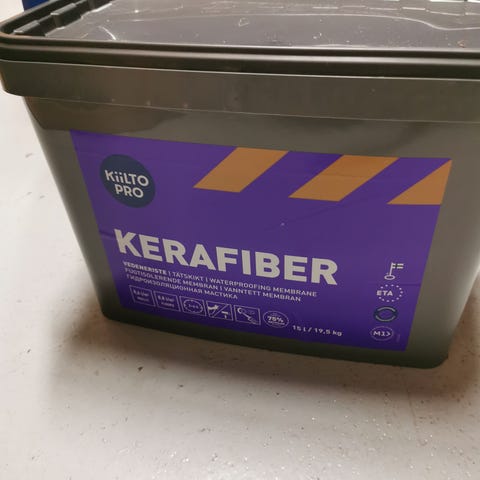 KiiLTO
PRO
KERAFIBER
VEDENERISTE | TÄTSKIKT | WATERPROOFING MEMBRANE
FUGTISOLERENDE MEMBRAN | VANNTETT MEMBRAN
ГИДРОИЗОЛЯЦИОННАЯ МАСТИКА
75%
15 l / 19,5 kg
ETA
M1